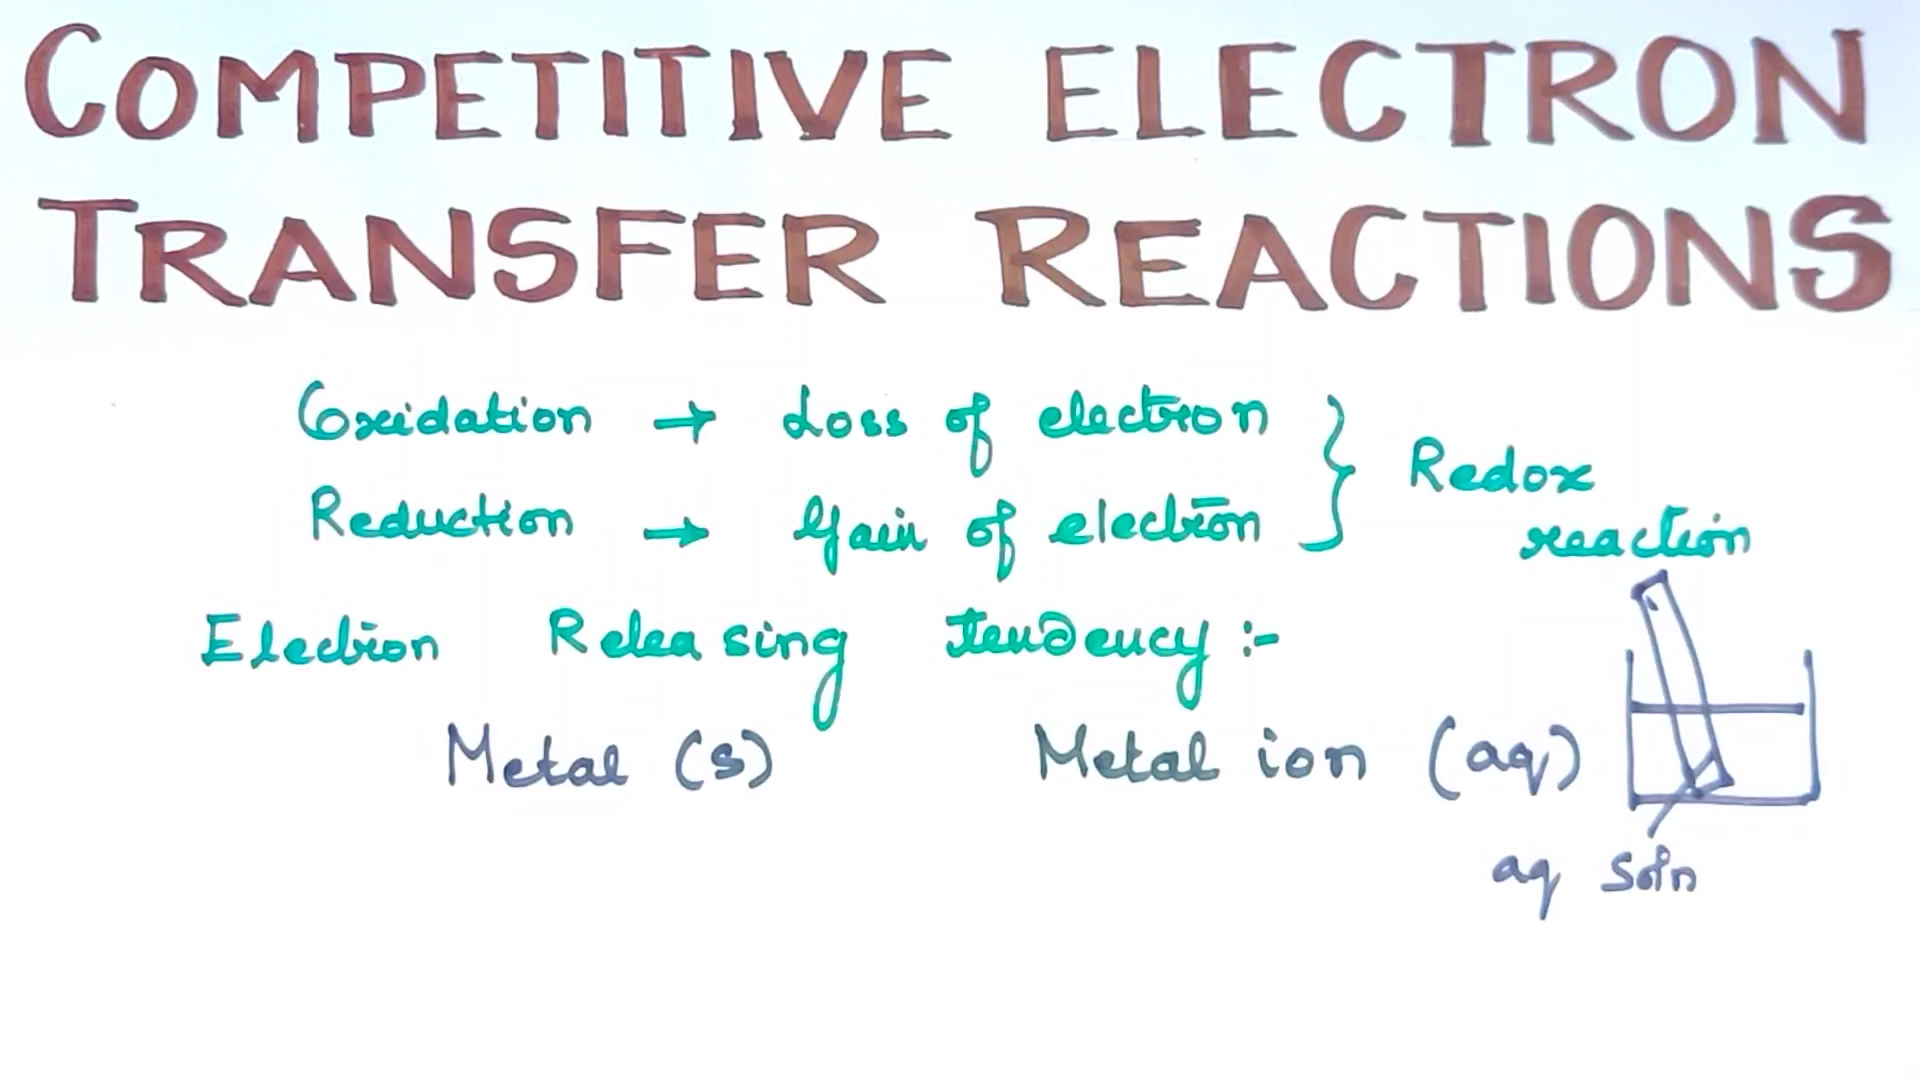 COMPETITIVE ELECTRON
TRANSFER REACTIONS
Oxidation → Loss of electron
Reduction → Gain of electron
} Redox
reaction
Electron Releasing tendency :-
Metal (s) Metal ion (aq)
aq soln